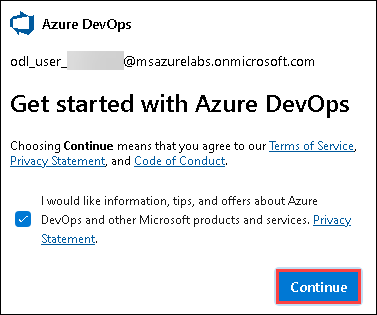 Azure DevOps
odl_user_ @msazurelabs.onmicrosoft.com
Get started with Azure DevOps
Choosing Continue means that you agree to our Terms of Service,
Privacy Statement, and Code of Conduct.
I would like information, tips, and offers about Azure
DevOps and other Microsoft products and services. Privacy
Statement.
Continue